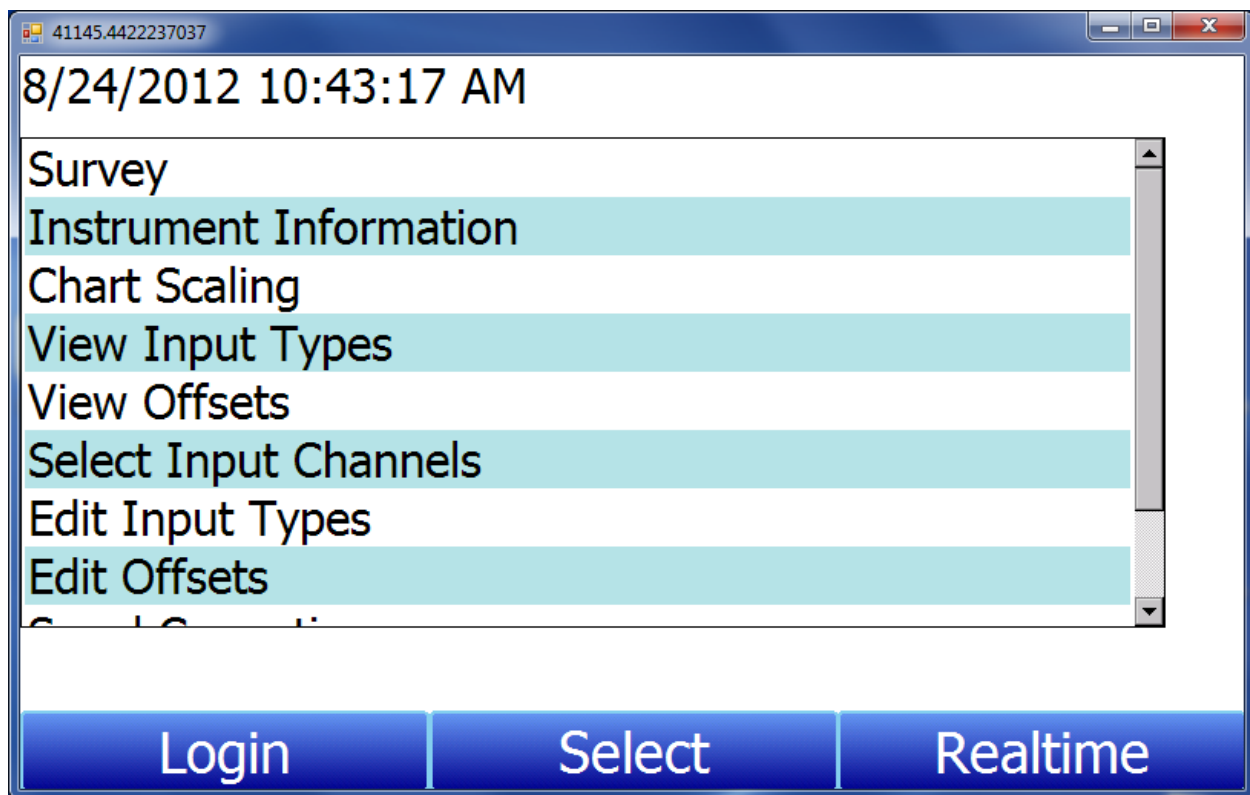 41145.4422237037
8/24/2012 10:43:17 AM
Survey
Instrument Information
Chart Scaling
View Input Types
View Offsets
Select Input Channels
Edit Input Types
Edit Offsets
Login
Select
Realtime